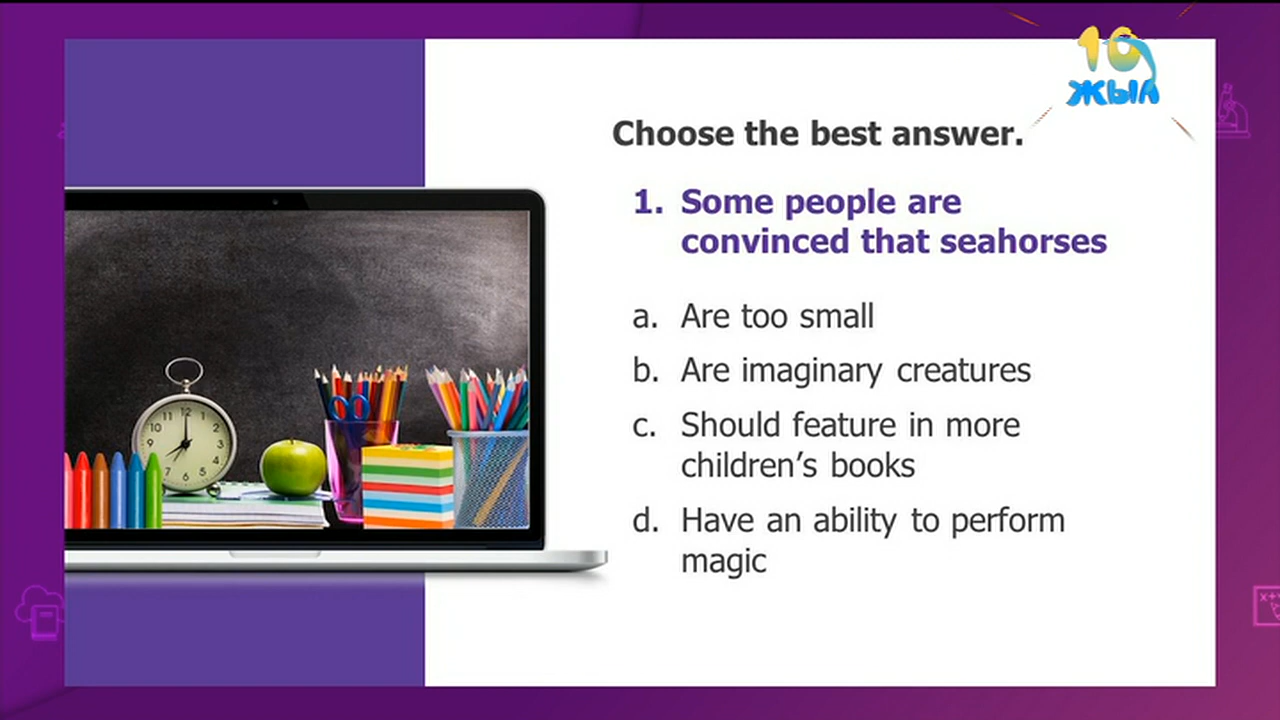 10
ЖЫЛ
Choose the best answer.
1. Some people are
convinced that seahorses
a. Are too small
b. Are imaginary creatures
c. Should feature in more
children’s books
d. Have an ability to perform
magic